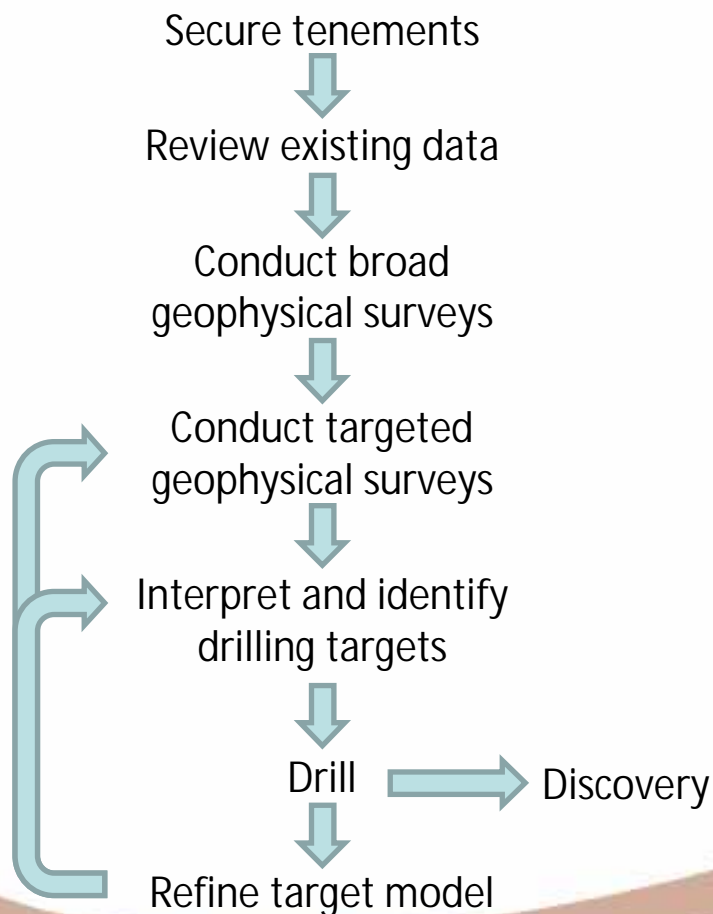 Secure tenements
Review existing data
Conduct broad
geophysical surveys
Conduct targeted
geophysical surveys
Interpret and identify
drilling targets
Drill
Discovery
Refine target model